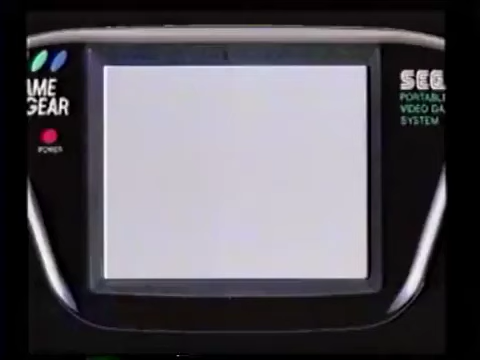 AME
GEAR
POWER
SEG
PORTABLE
VIDEO GA
SYSTEM